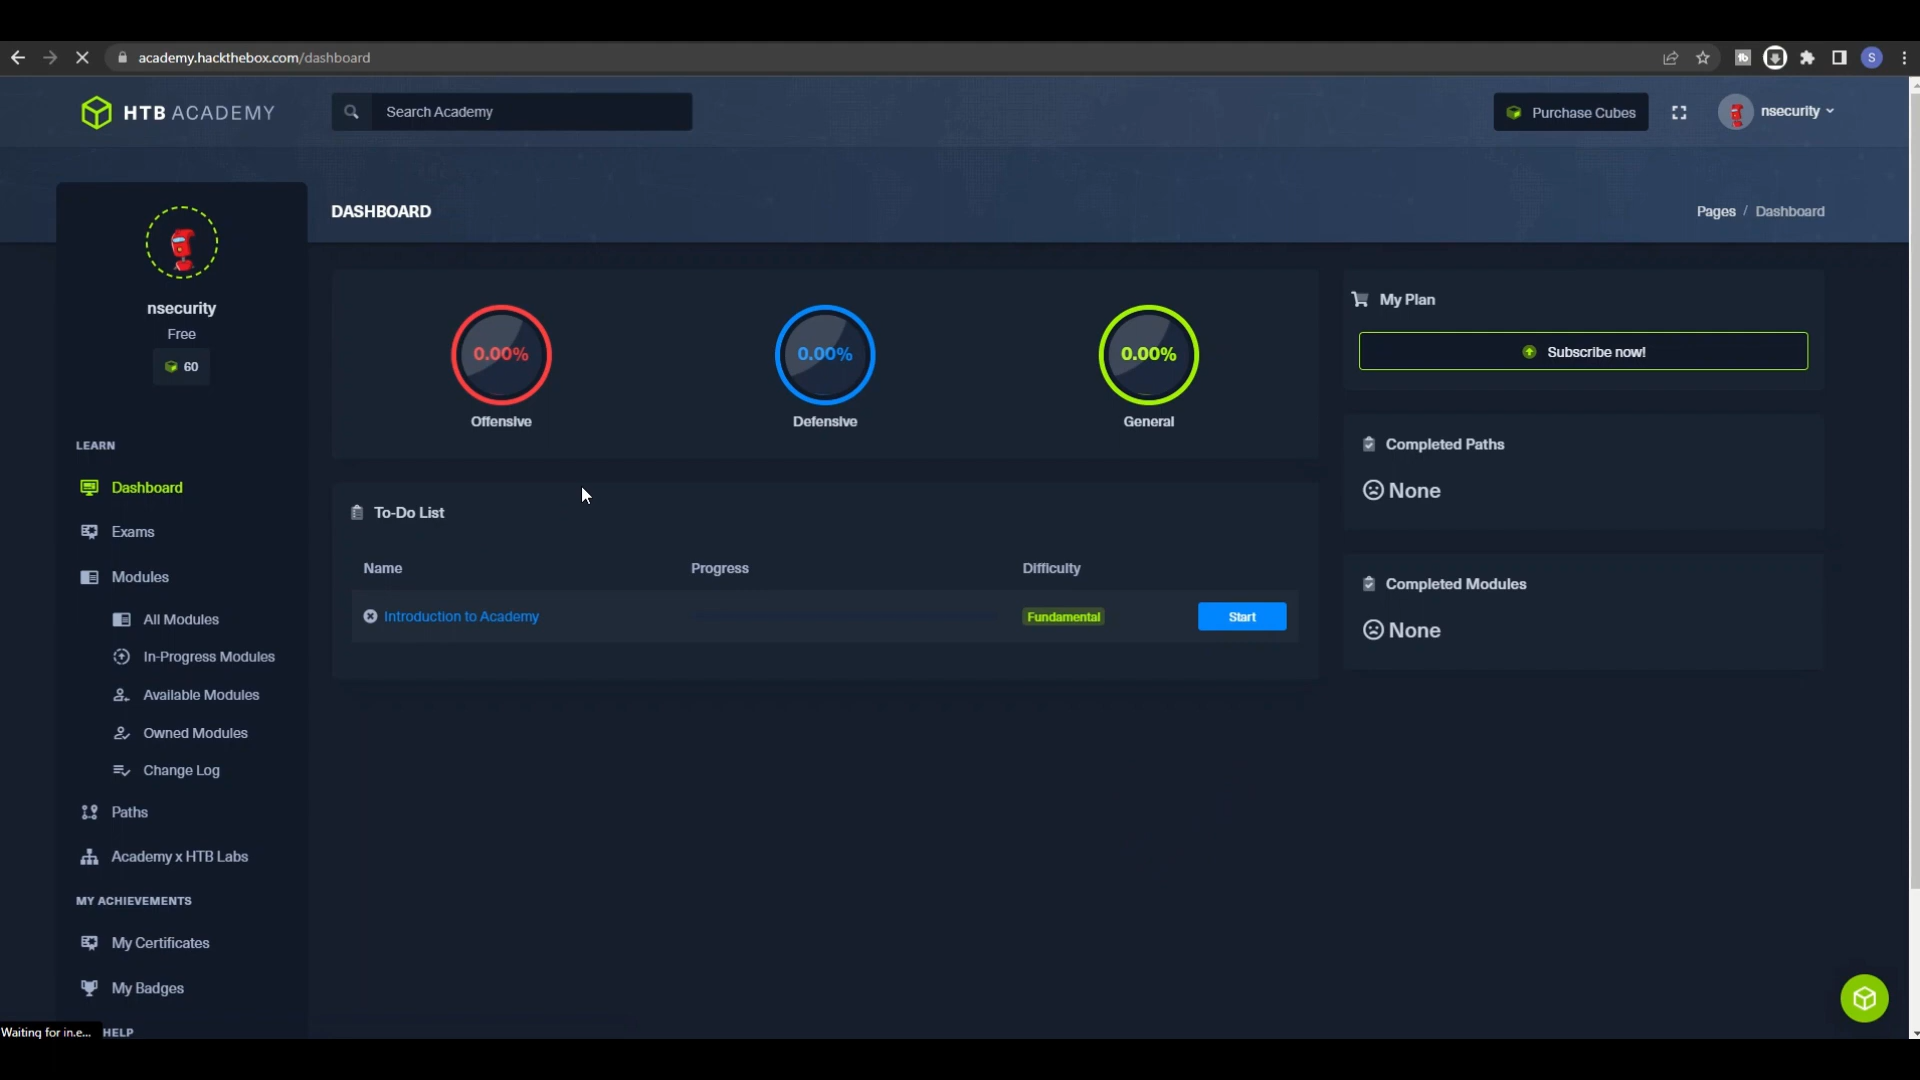 academy.hackthebox.com/dashboard
S
HTB ACADEMY
Search Academy
Purchase Cubes
nsecurity
DASHBOARD
Pages / Dashboard
nsecurity
Free
60
LEARN
Dashboard
Exams
Modules
All Modules
In-Progress Modules
Available Modules
Owned Modules
Change Log
Paths
Academy x HTB Labs
MY ACHIEVEMENTS
My Certificates
My Badges
HELP
0.00%
Offensive
0.00%
Defensive
0.00%
General
To-Do List
Name Progress Difficulty
Introduction to Academy Fundamental Start
My Plan
Subscribe now!
Completed Paths
None
Completed Modules
None
Waiting for in.e...